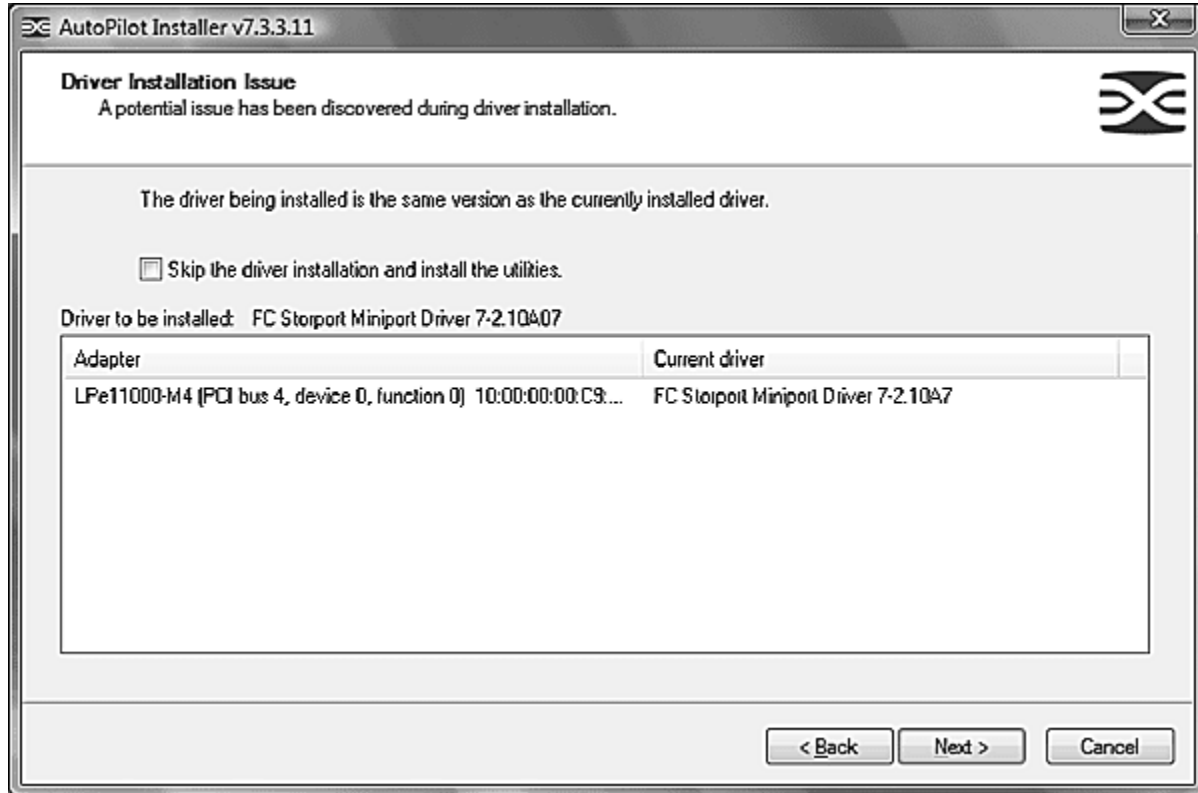 AutoPilot Installer v7.3.3.11
Driver Installation Issue
A potential issue has been discovered during driver installation.
The driver being installed is the same version as the currently installed driver.
Skip the driver installation and install the utilities.
Driver to be installed: FC Storport Miniport Driver 7-2.10A07
Adapter Current driver
LPe11000-M4 (PCI bus 4, device 0, function 0) 10:00:00:00:C9:... FC Storport Miniport Driver 7-2.10A7
< Back Next > Cancel